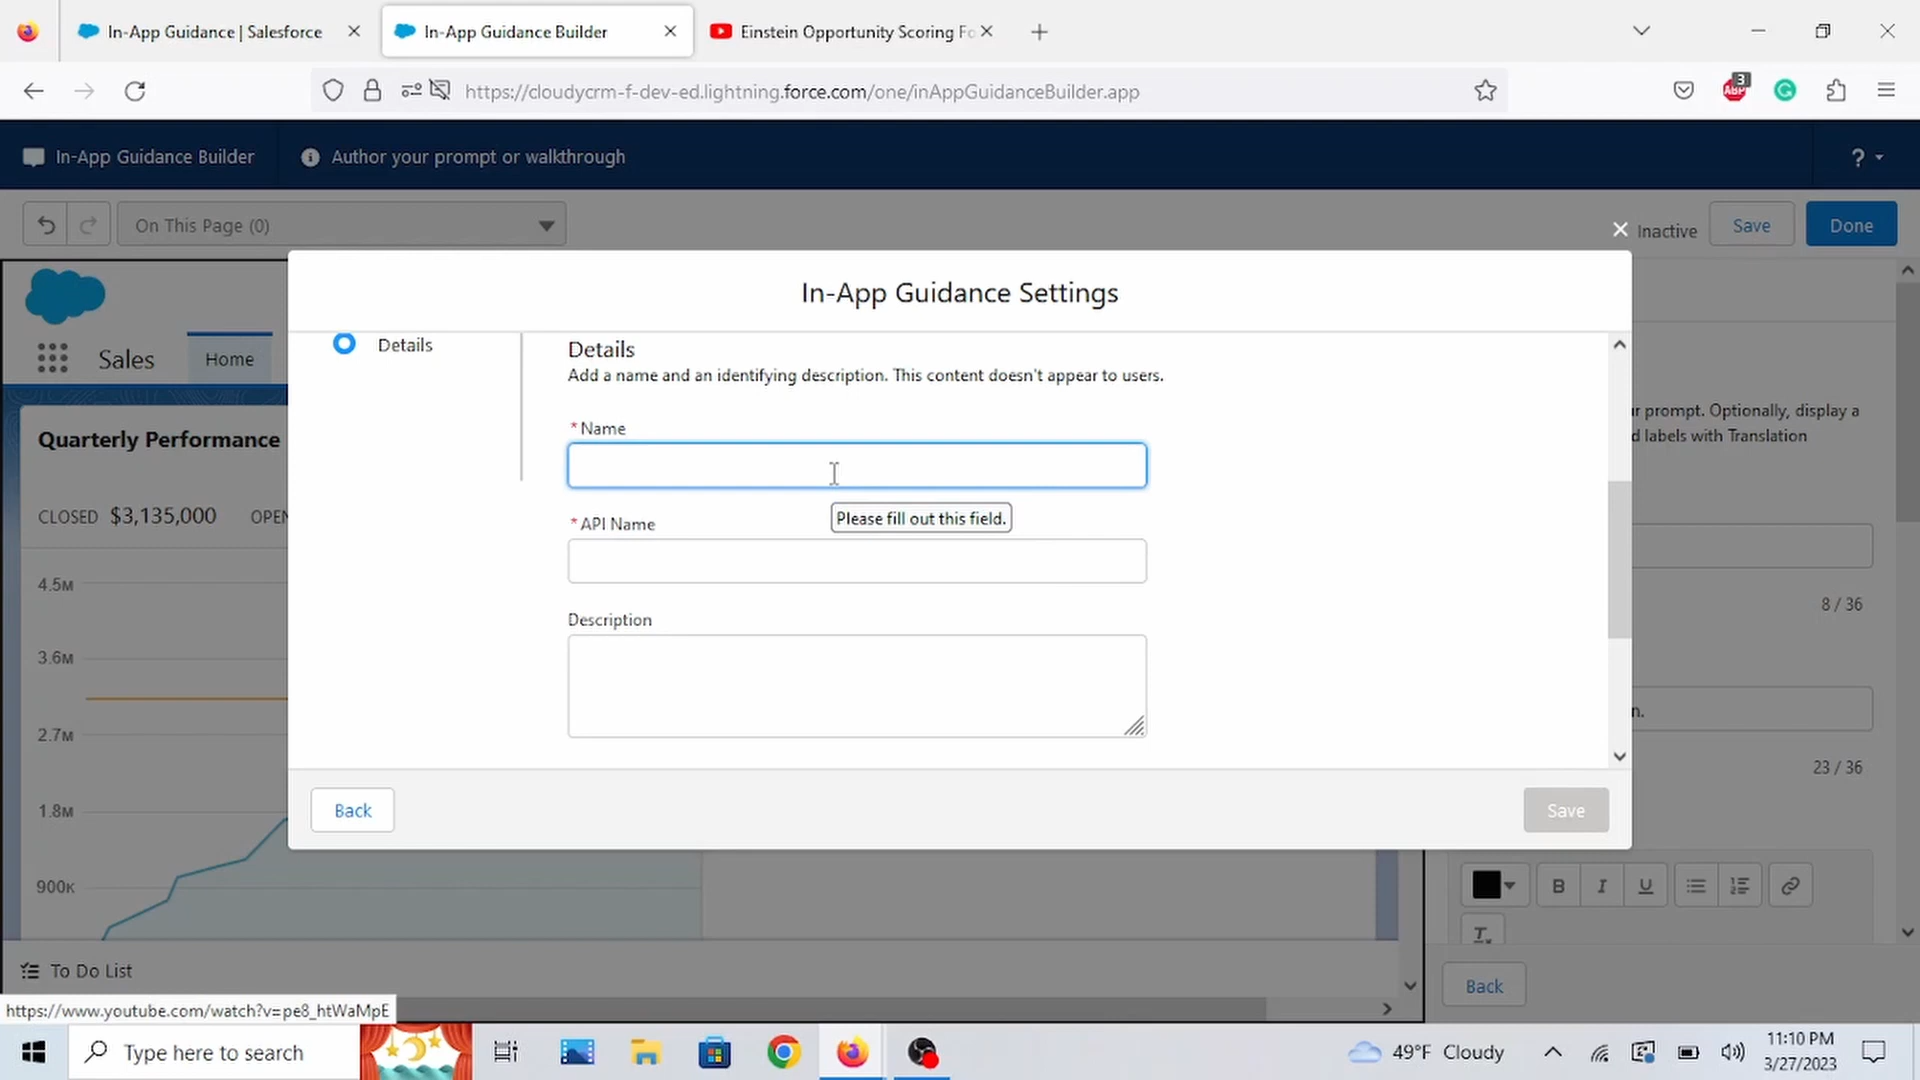 In-App Guidance | Salesforce
In-App Guidance Builder
Einstein Opportunity Scoring Fo
https://cloudycrm-f-dev-ed.lightning.force.com/one/inAppGuidanceBuilder.app
3
ABP
In-App Guidance Builder
Author your prompt or walkthrough
?
On This Page (0)
Inactive
Save
Done
In-App Guidance Settings
Sales
Home
Details
Details
Add a name and an identifying description. This content doesn't appear to users.
*Name
Please fill out this field.
*API Name
Description
Back
Save
Quarterly Performance
CLOSED $3,135,000 OPEN
4.5M
3.6M
2.7M
1.8M
900K
r prompt. Optionally, display a
d labels with Translation
8 / 36
n.
23 / 36
B I U
Tx
To Do List
Back
https://www.youtube.com/watch?v=pe8_htWaMpE
Type here to search
49°F Cloudy
11:10 PM
3/27/2023